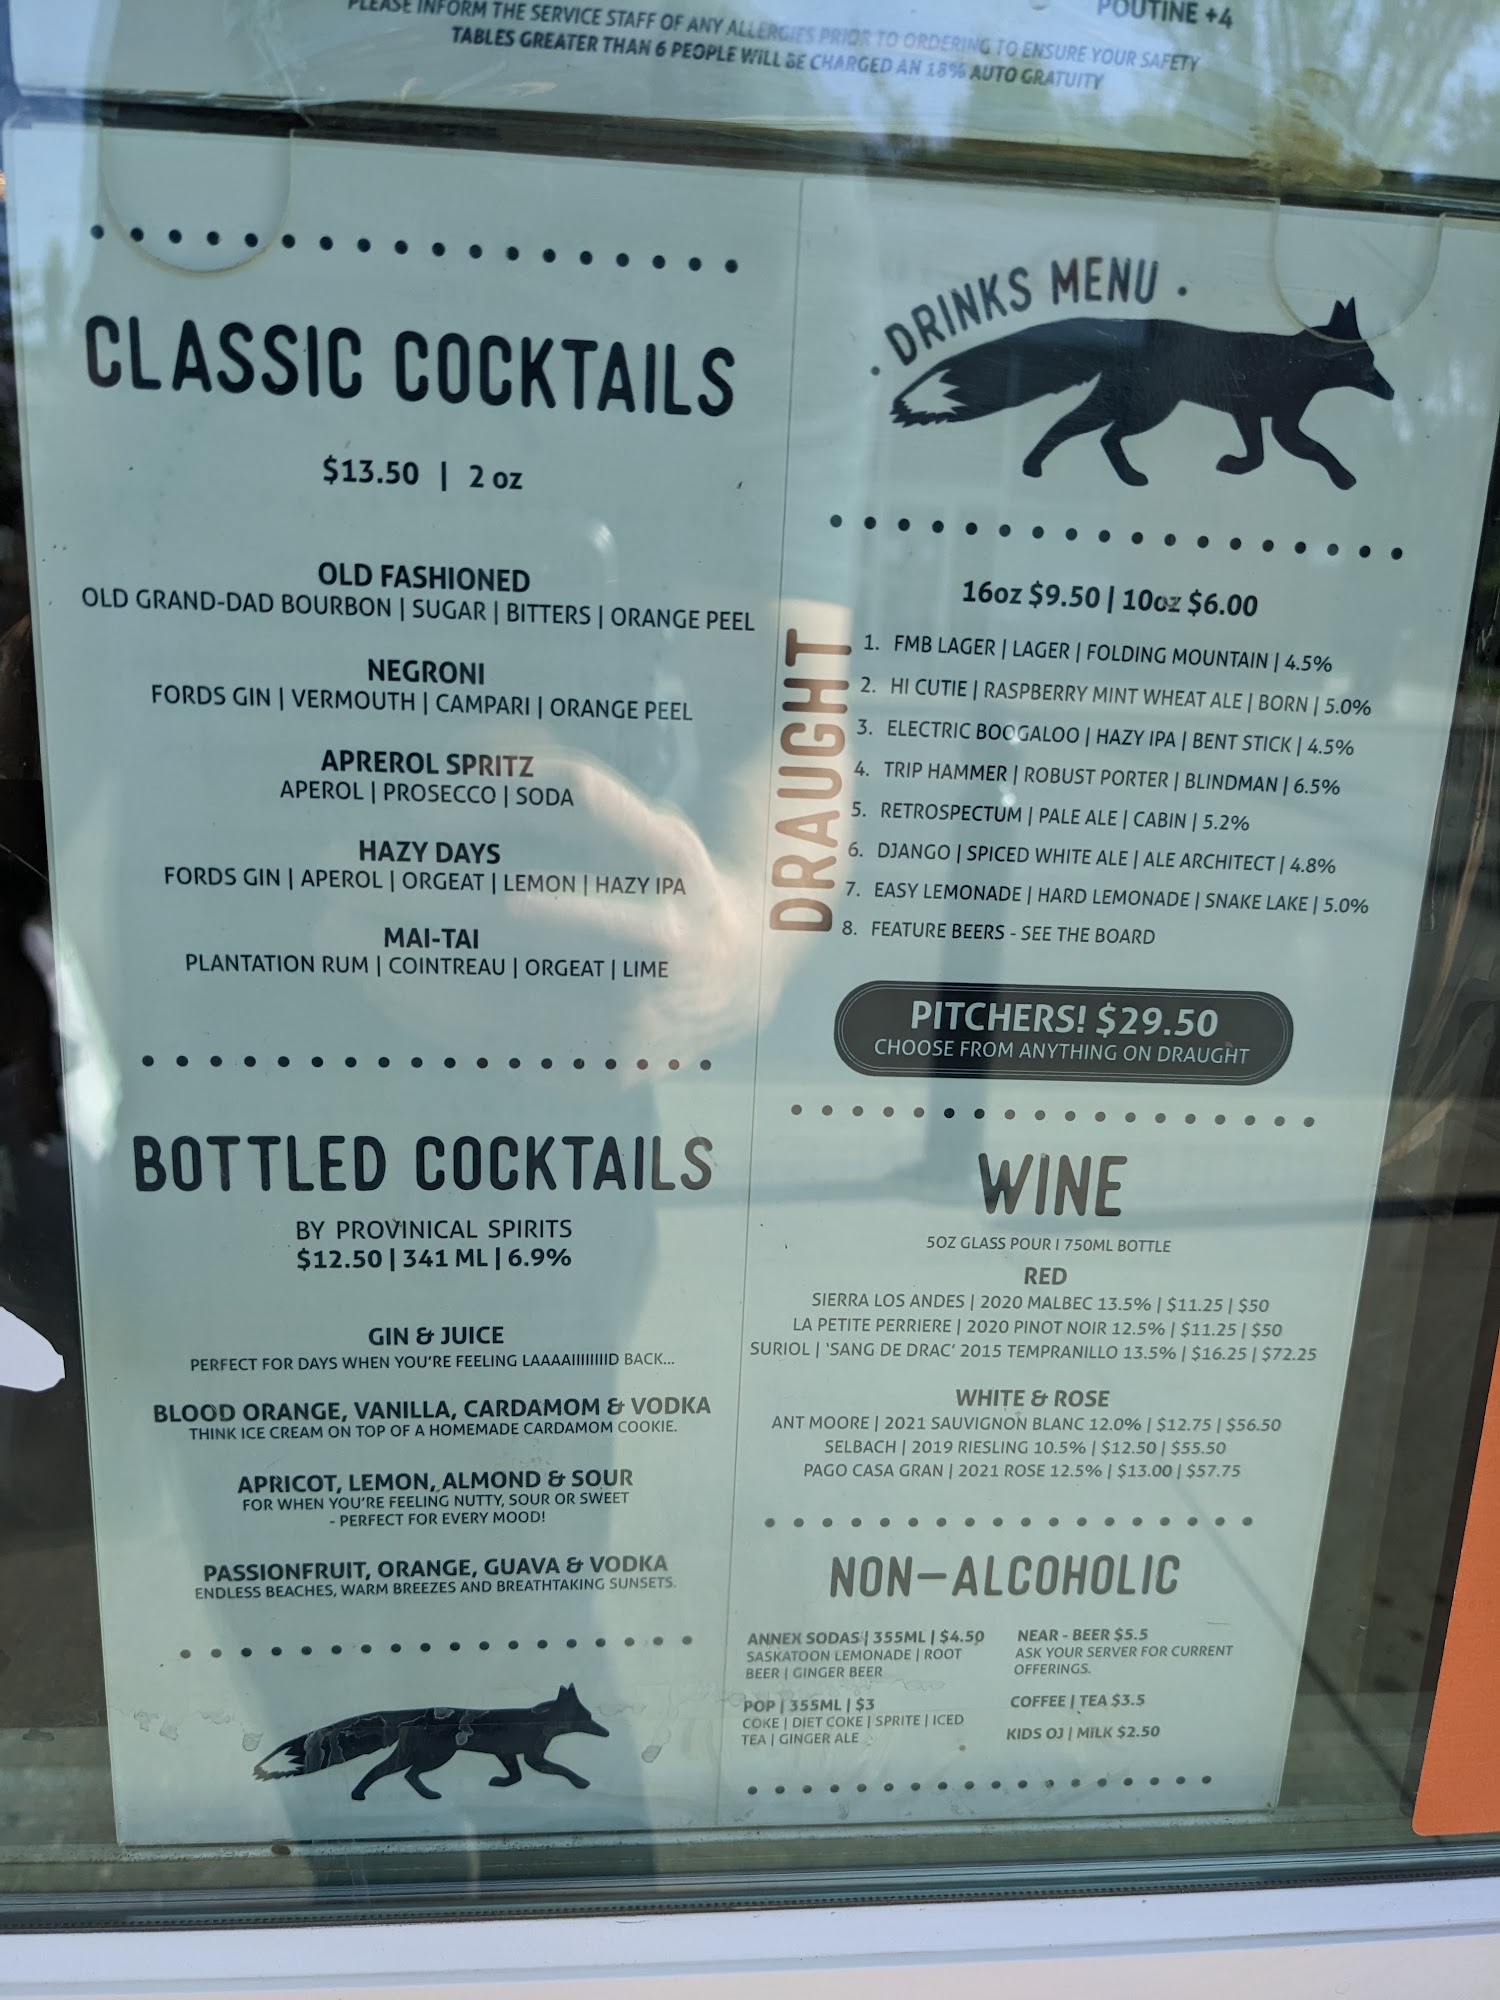 PLEASE INFORM THE SERVICE STAFF OF ANY ALLERGIES PRIOR TO ORDERING TO ENSURE YOUR SAFETY
TABLES GREATER THAN 6 PEOPLE WILL BE CHARGED AN 18% AUTO GRATUITY
POUTINE +4
CLASSIC COCKTAILS
$13.50 | 2 oz
OLD FASHIONED
OLD GRAND-DAD BOURBON | SUGAR | BITTERS | ORANGE PEEL
NEGRONI
FORDS GIN | VERMOUTH | CAMPARI | ORANGE PEEL
APREROL SPRITZ
APEROL | PROSECCO | SODA
HAZY DAYS
FORDS GIN | APEROL | ORGEAT | LEMON | HAZY IPA
MAI-TAI
PLANTATION RUM | COINTREAU | ORGEAT | LIME
BOTTLED COCKTAILS
BY PROVINICAL SPIRITS
$12.50 | 341 ML | 6.9%
GIN & JUICE
PERFECT FOR DAYS WHEN YOU'RE FEELING LAAAAIIIIIIIID BACK...
BLOOD ORANGE, VANILLA, CARDAMOM & VODKA
THINK ICE CREAM ON TOP OF A HOMEMADE CARDAMOM COOKIE.
APRICOT, LEMON, ALMOND & SOUR
FOR WHEN YOU'RE FEELING NUTTY, SOUR OR SWEET
- PERFECT FOR EVERY MOOD!
PASSIONFRUIT, ORANGE, GUAVA & VODKA
ENDLESS BEACHES, WARM BREEZES AND BREATHTAKING SUNSETS.
· DRINKS MENU ·
DRAUGHT
16oz $9.50 | 10oz $6.00
1. FMB LAGER | LAGER | FOLDING MOUNTAIN | 4.5%
2. HI CUTIE | RASPBERRY MINT WHEAT ALE | BORN | 5.0%
3. ELECTRIC BOOGALOO | HAZY IPA | BENT STICK | 4.5%
4. TRIP HAMMER | ROBUST PORTER | BLINDMAN | 6.5%
5. RETROSPECTUM | PALE ALE | CABIN | 5.2%
6. DJANGO | SPICED WHITE ALE | ALE ARCHITECT | 4.8%
7. EASY LEMONADE | HARD LEMONADE | SNAKE LAKE | 5.0%
8. FEATURE BEERS - SEE THE BOARD
PITCHERS! $29.50
CHOOSE FROM ANYTHING ON DRAUGHT
WINE
5OZ GLASS POUR I 750ML BOTTLE
RED
SIERRA LOS ANDES | 2020 MALBEC 13.5% | $11.25 | $50
LA PETITE PERRIERE | 2020 PINOT NOIR 12.5% | $11.25 | $50
SURIOL | 'SANG DE DRAC' 2015 TEMPRANILLO 13.5% | $16.25 | $72.25
WHITE & ROSE
ANT MOORE | 2021 SAUVIGNON BLANC 12.0% | $12.75 | $56.50
SELBACH | 2019 RIESLING 10.5% | $12.50 | $55.50
PAGO CASA GRAN | 2021 ROSE 12.5% | $13.00 | $57.75
NON-ALCOHOLIC
ANNEX SODAS | 355ML | $4.50
SASKATOON LEMONADE | ROOT
BEER | GINGER BEER
POP | 355ML | $3
COKE | DIET COKE | SPRITE | ICED
TEA | GINGER ALE
NEAR - BEER $5.5
ASK YOUR SERVER FOR CURRENT
OFFERINGS.
COFFEE | TEA $3.5
KIDS OJ | MILK $2.50